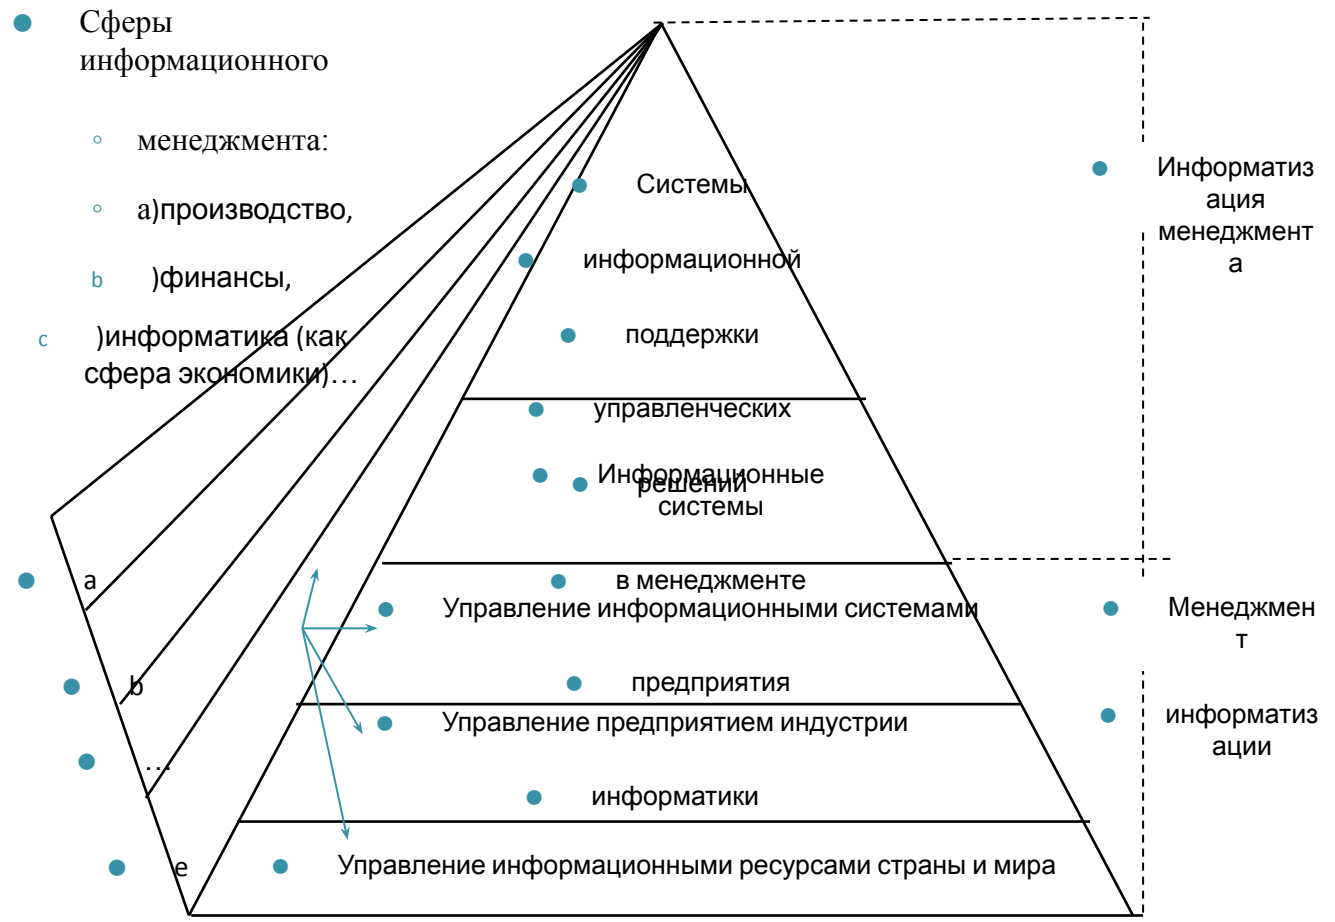 Сферы
информационного
менеджмента:
а)производство,
b )финансы,
c )информатика (как
сфера экономики)…
Системы
информационной
поддержки
управленческих
решений
Информационные
системы
в менеджменте
Управление информационными системами
предприятия
Управление предприятием индустрии
информатики
Управление информационными ресурсами страны и мира
a
b
…
e
Информатиз
ация
менеджмент
а
Менеджмен
т
информатиз
ации